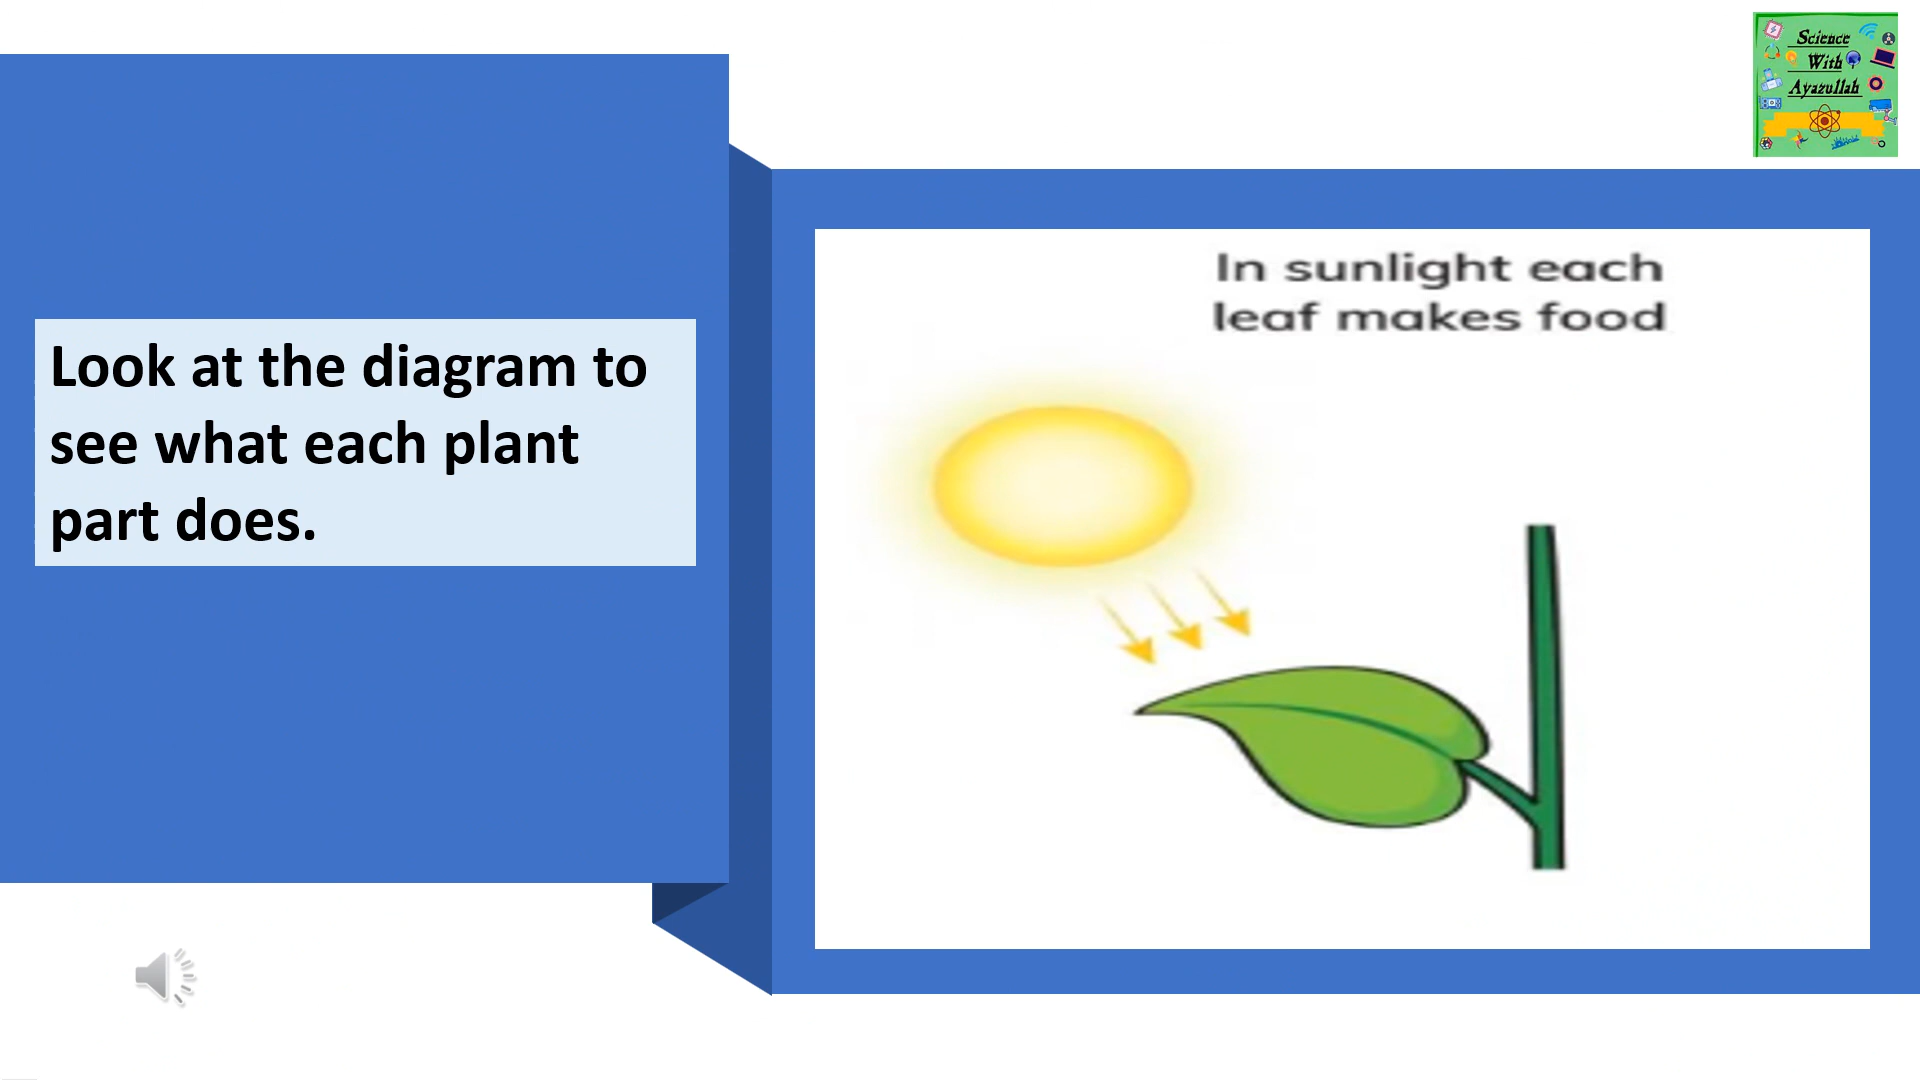 Science
With
Ayazullah
Look at the diagram to
see what each plant
part does.
In sunlight each
leaf makes food